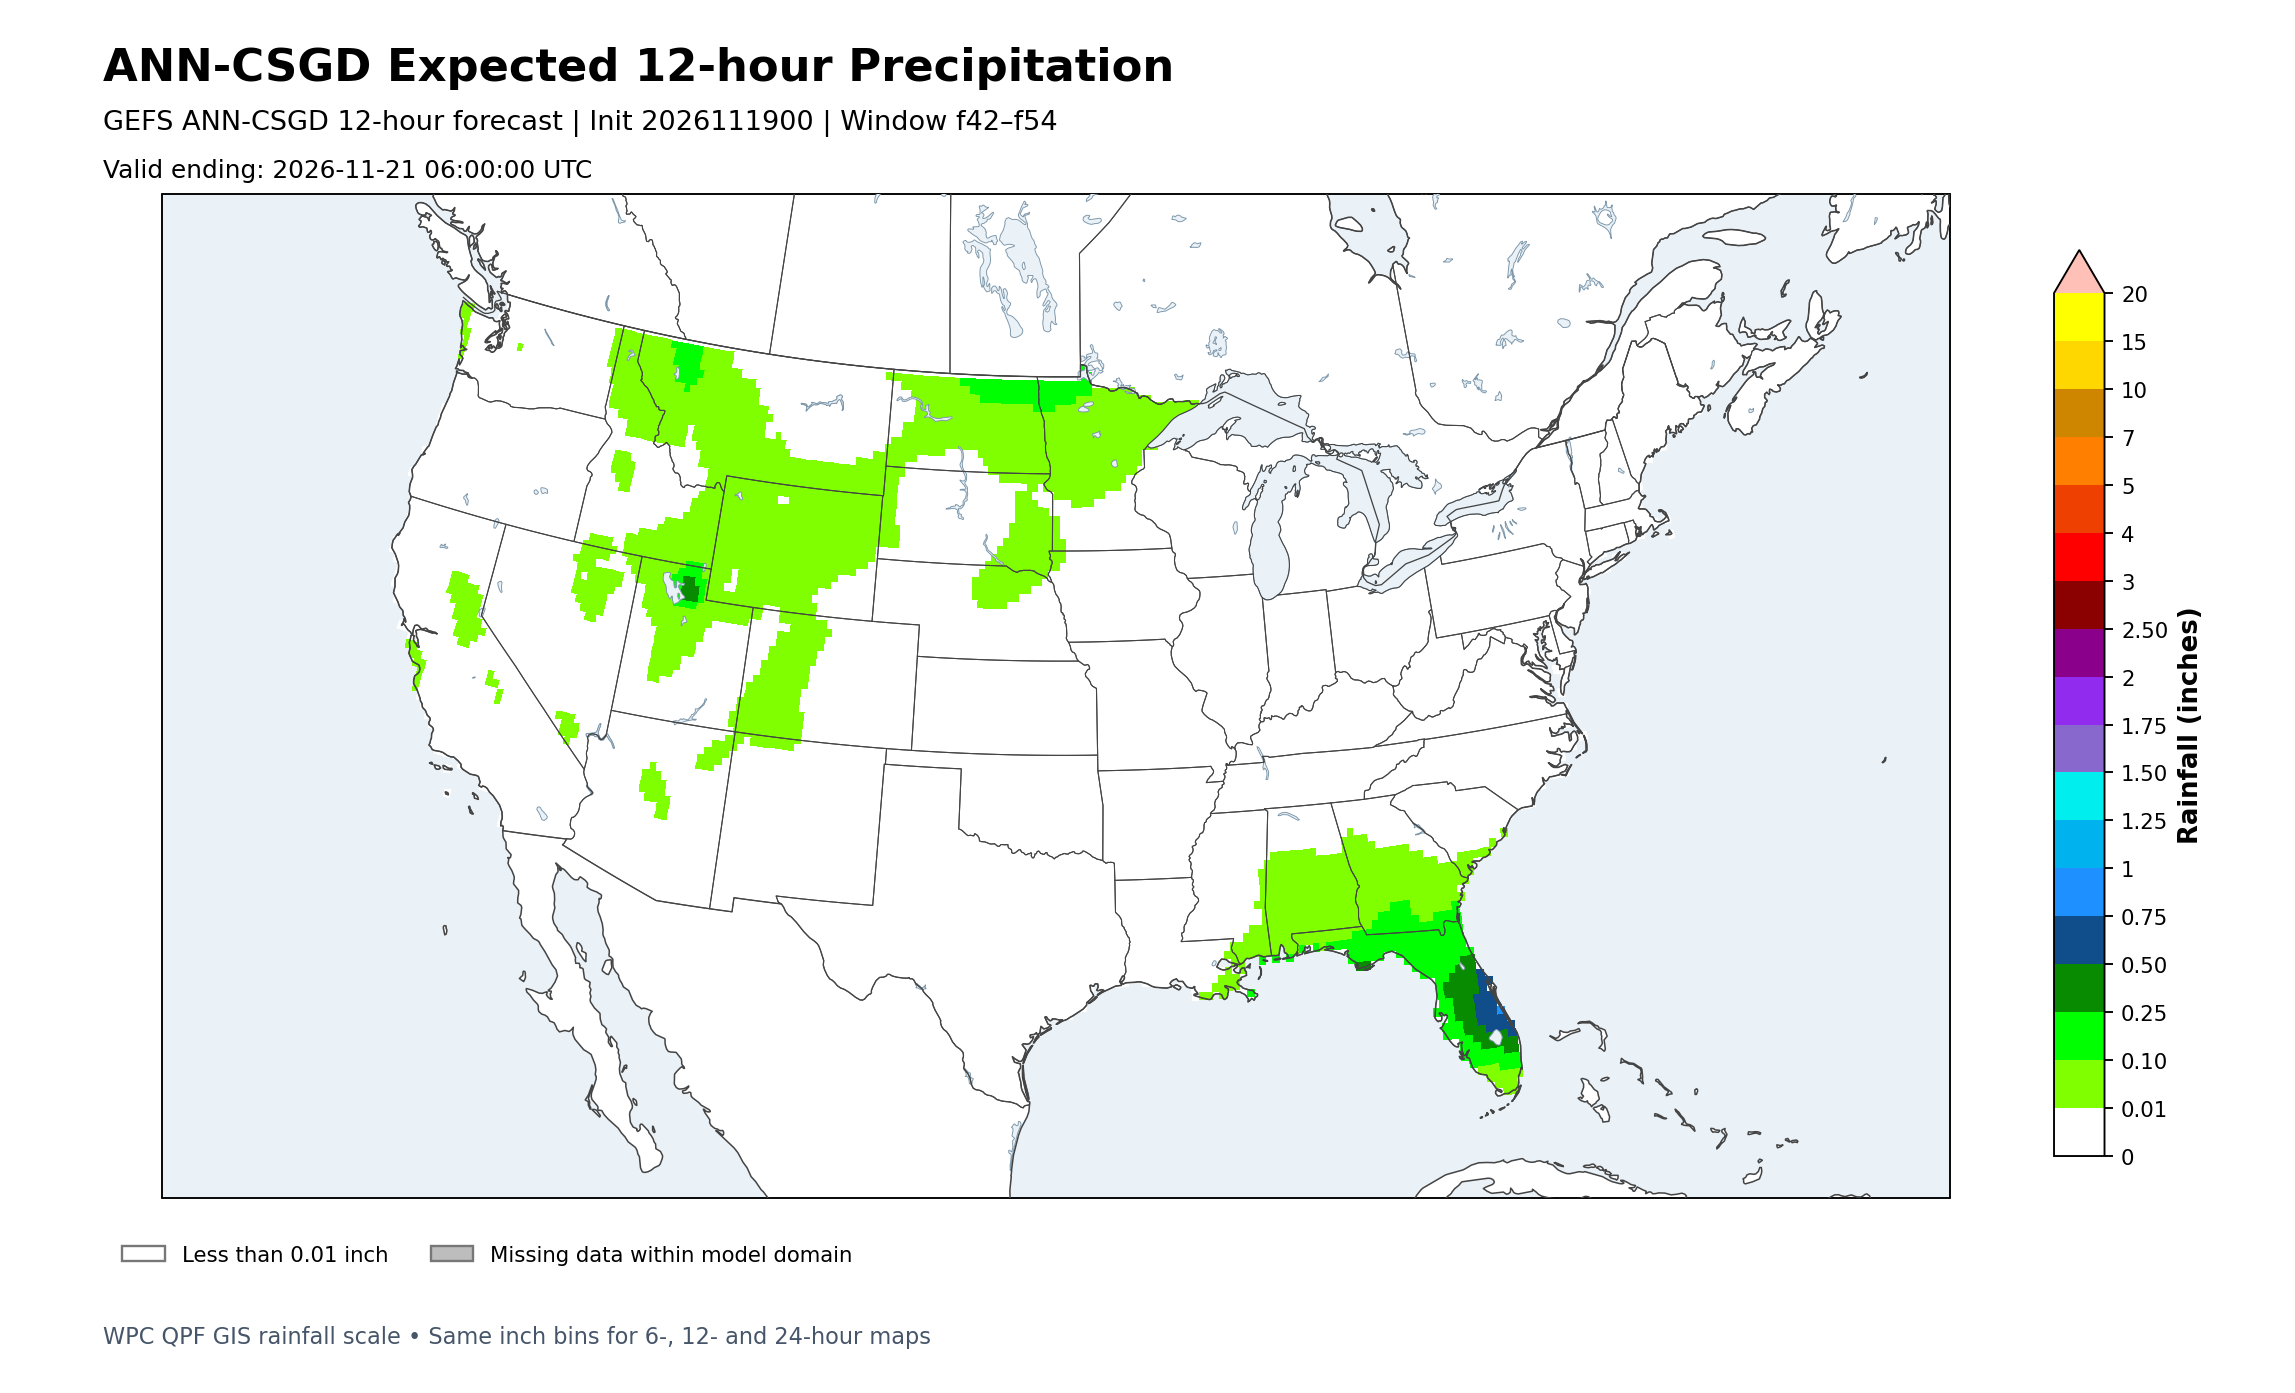 ANN-CSGD Expected 12-hour Precipitation
GEFS ANN-CSGD 12-hour forecast | Init 2026111900 | Window f42–f54
Valid ending: 2026-11-21 06:00:00 UTC
20
15
10
7
5
4
3
2.50
2
1.75
1.50
1.25
1
0.75
0.50
0.25
0.10
0.01
0
Rainfall (inches)
Less than 0.01 inch
Missing data within model domain
WPC QPF GIS rainfall scale • Same inch bins for 6-, 12- and 24-hour maps